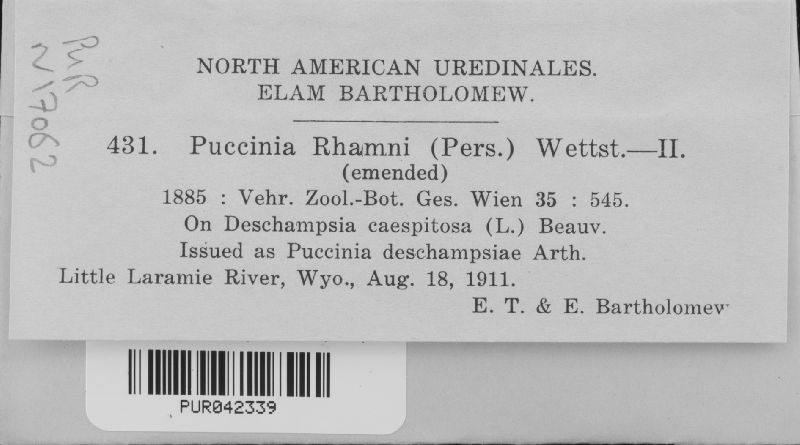 PUR
N17062
NORTH AMERICAN UREDINALES.
ELAM BARTHOLOMEW.
431. Puccinia Rhamni (Pers.) Wettst.—II.
(emended)
1885 : Vehr. Zool.-Bot. Ges. Wien 35 : 545.
On Deschampsia caespitosa (L.) Beauv.
Issued as Puccinia deschampsiae Arth.
Little Laramie River, Wyo., Aug. 18, 1911.
E. T. & E. Bartholomew
PUR042339